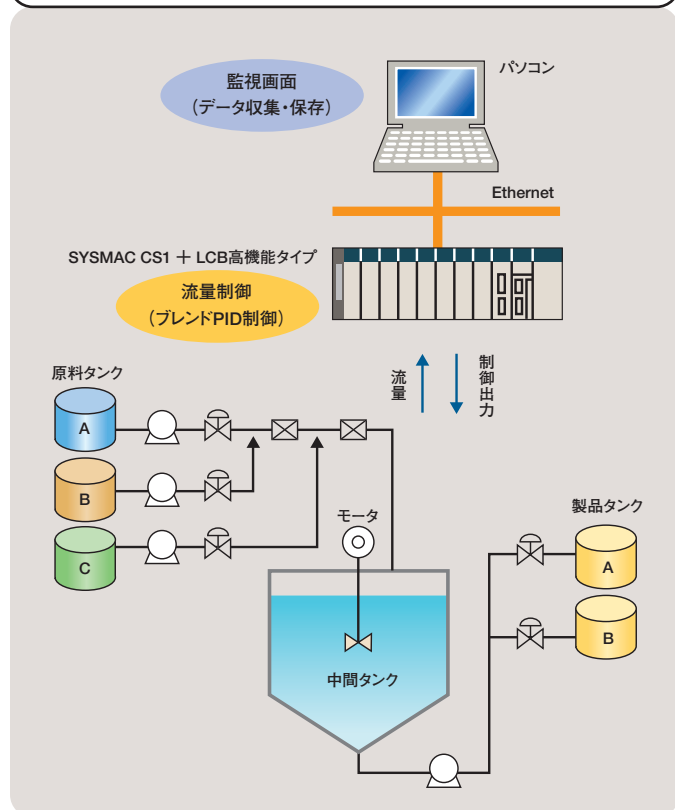 監視画面
（データ収集・保存）
パソコン
Ethernet
SYSMAC CS1 ＋ LCB高機能タイプ
流量制御
（ブレンドPID制御）
流量
制御出力
原料タンク
A
B
C
モータ
製品タンク
A
B
中間タンク